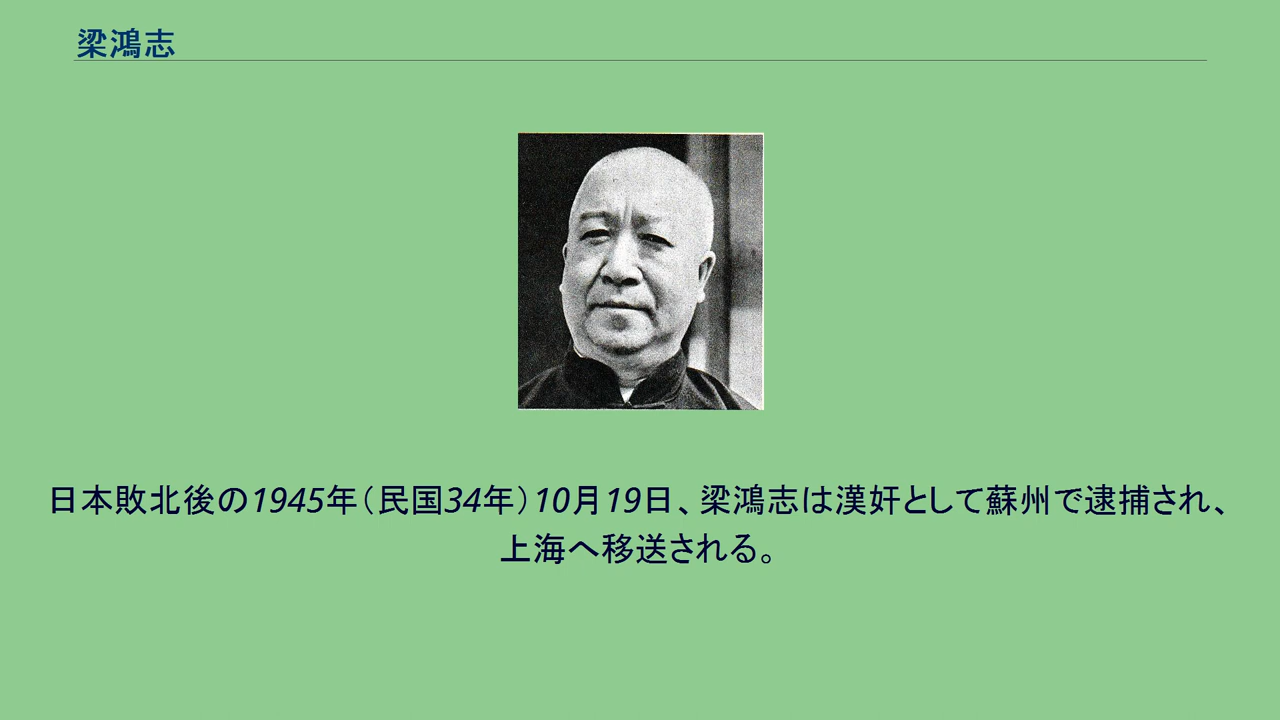 梁鴻志
日本敗北後の1945年（民国34年）10月19日、梁鴻志は漢奸として蘇州で逮捕され、
上海へ移送される。